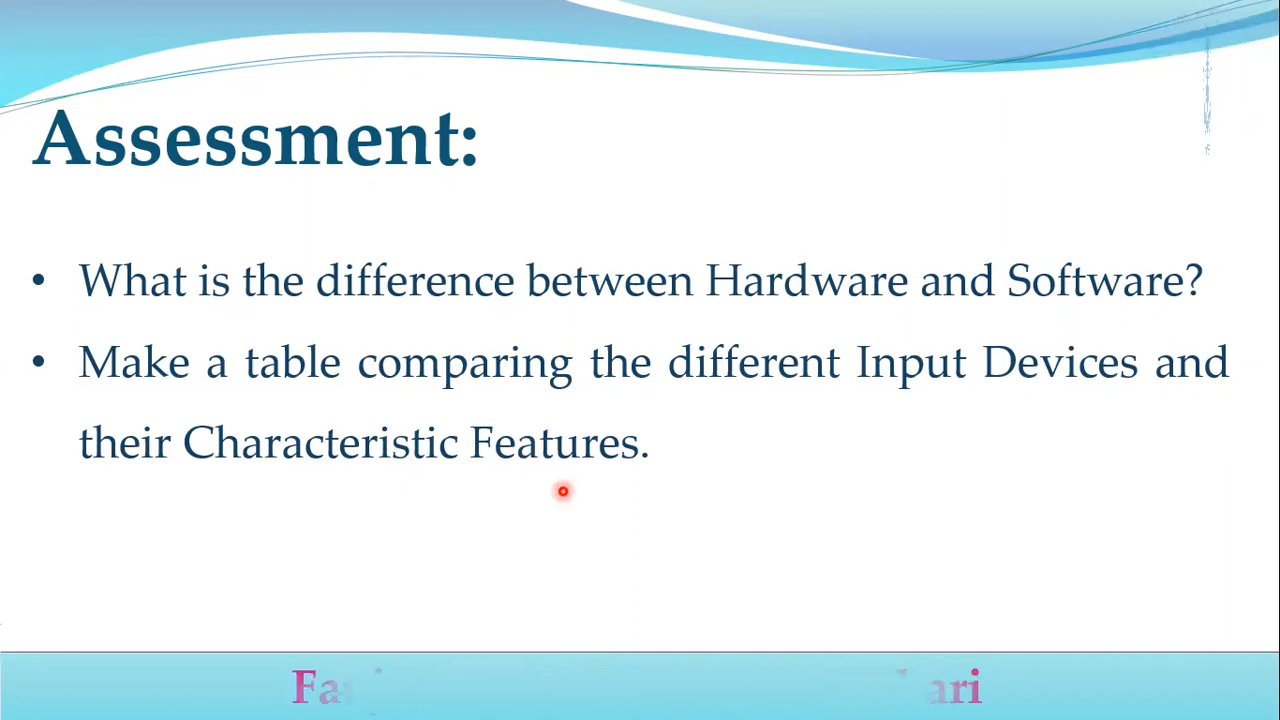 Assessment:
• What is the difference between Hardware and Software?
• Make a table comparing the different Input Devices and
their Characteristic Features.